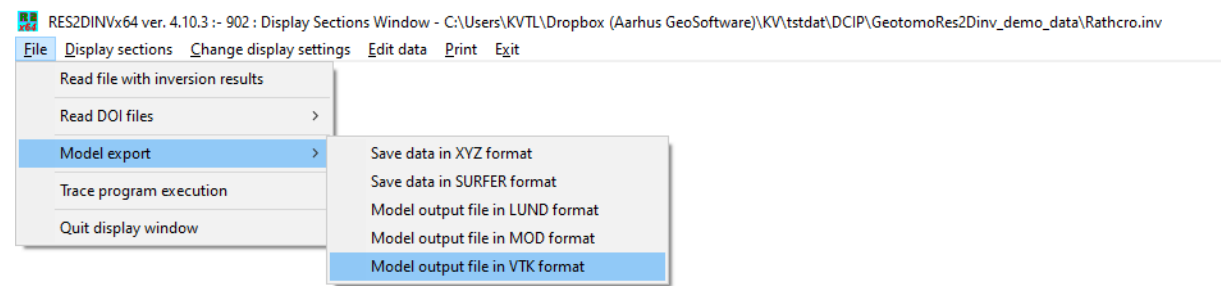 RES2DINVx64 ver. 4.10.3 :- 902 : Display Sections Window - C:\Users\KVTL\Dropbox (Aarhus GeoSoftware)\KV\tstdat\DCIP\GeotomoRes2Dinv_demo_data\Rathcro.inv
File Display sections Change display settings Edit data Print Exit
Read file with inversion results
Read DOI files >
Model export >
Trace program execution
Quit display window
Save data in XYZ format
Save data in SURFER format
Model output file in LUND format
Model output file in MOD format
Model output file in VTK format